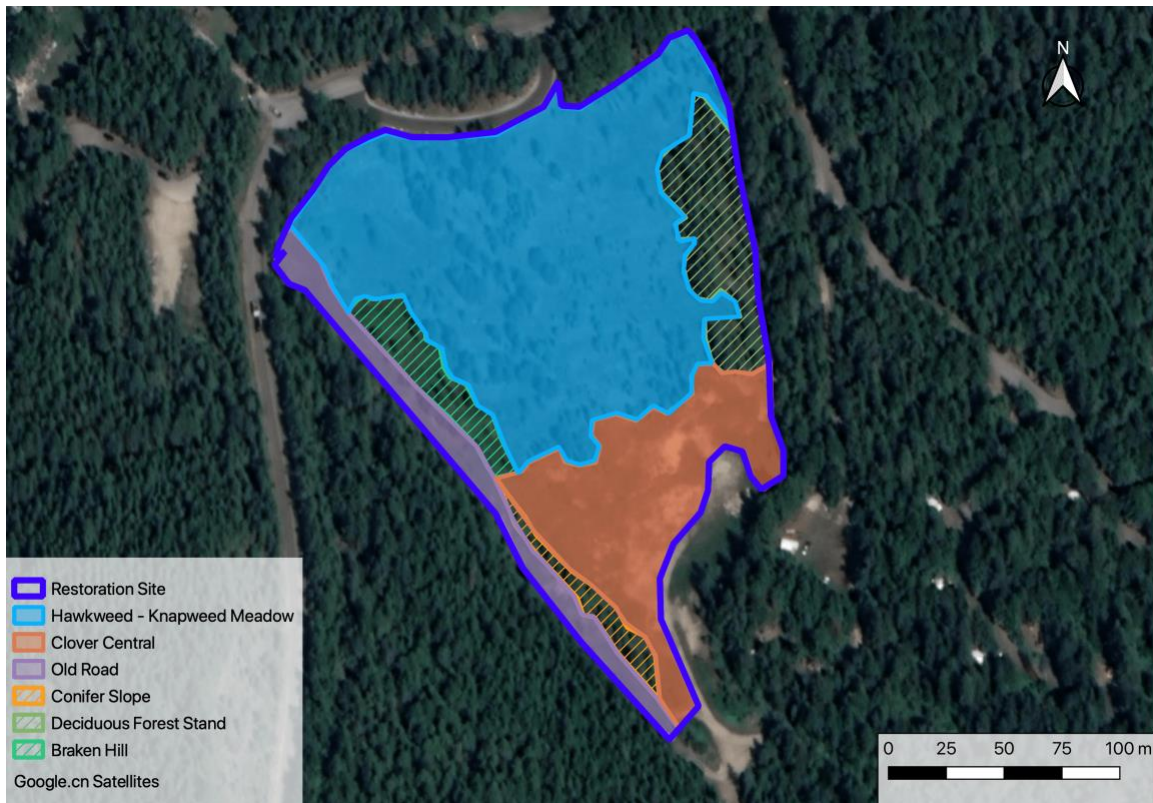 N
Restoration Site
Hawkweed - Knapweed Meadow
Clover Central
Old Road
Conifer Slope
Deciduous Forest Stand
Braken Hill
Google.cn Satellites
0 25 50 75 100 m